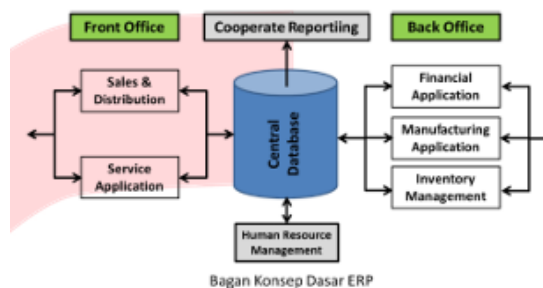 Front Office
Cooperate Reportiing
Back Office
Sales &
Distribution
Service
Application
Central
Database
Financial
Application
Manufacturing
Application
Inventory
Management
Human Resource
Management
Bagan Konsep Dasar ERP